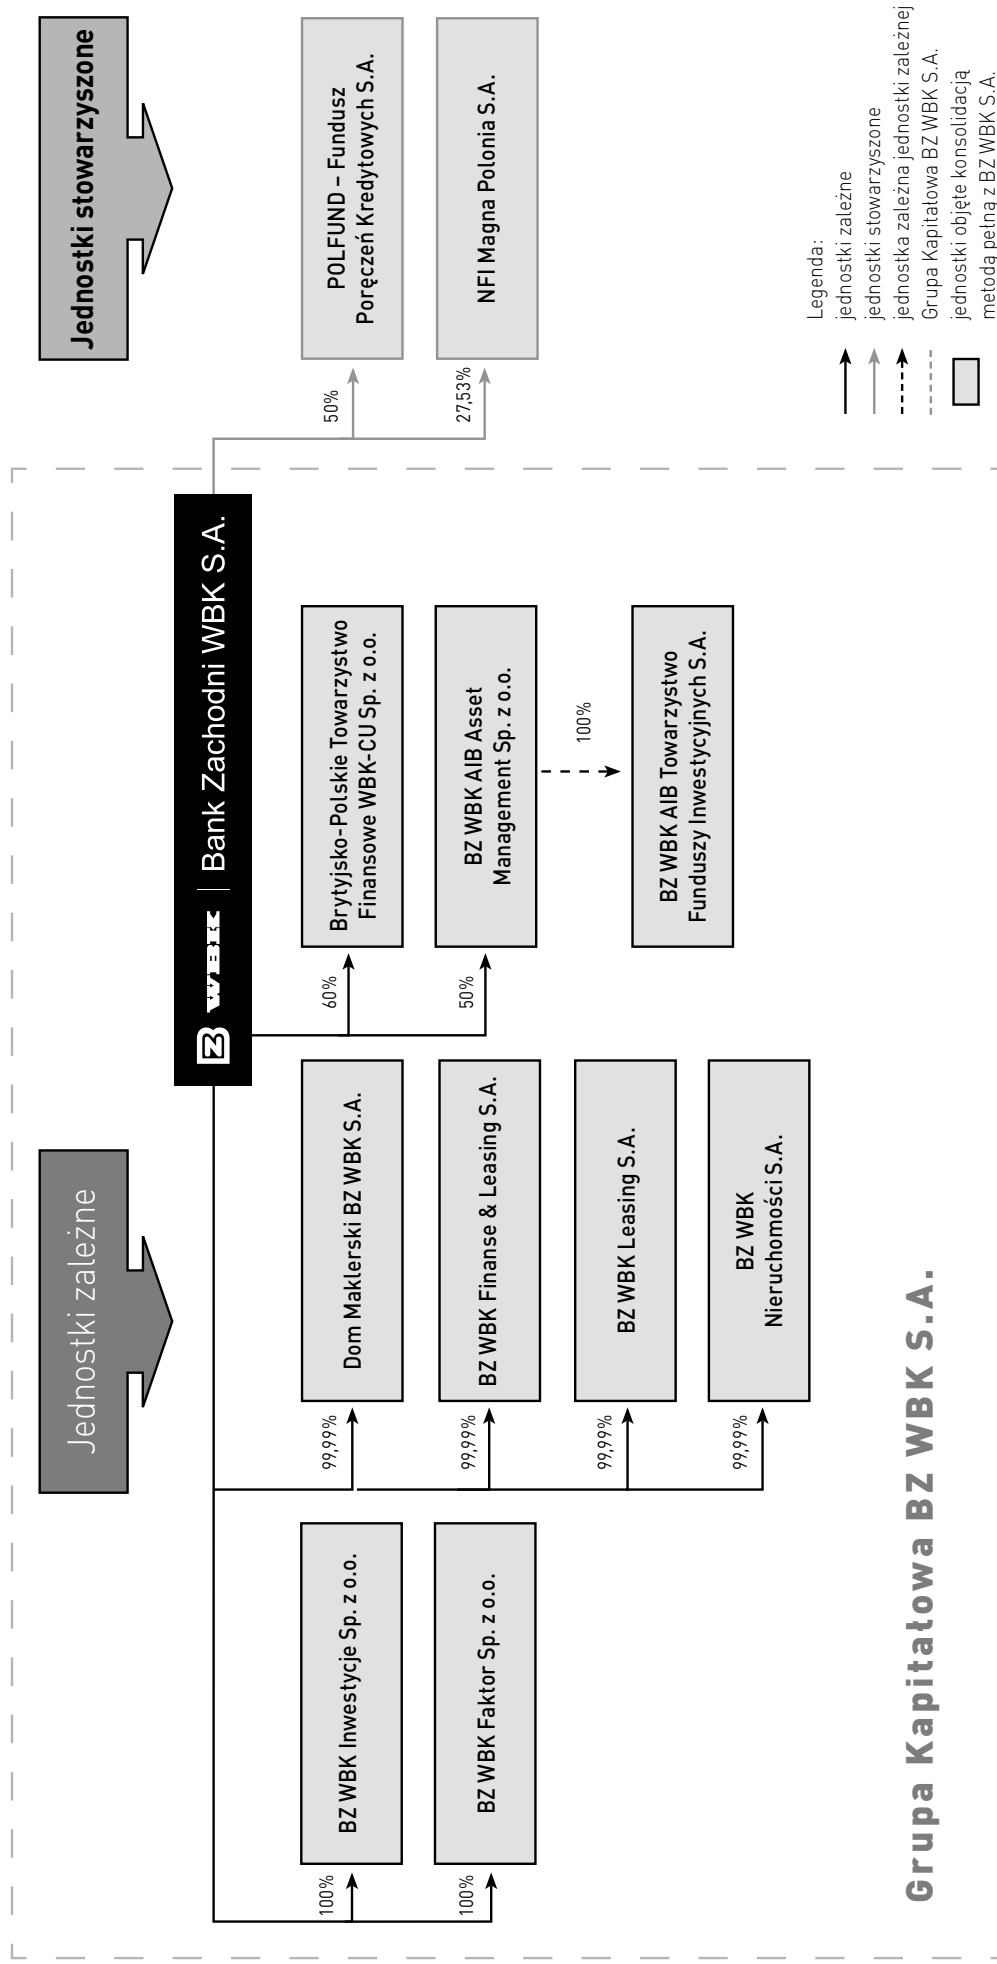 Jednostki zależne
Jednostki stowarzyszone
BZ WBK | Bank Zachodni WBK S.A.
100%
BZ WBK Inwestycje Sp. z o.o.
100%
BZ WBK Faktor Sp. z o.o.
99,99%
Dom Maklerski BZ WBK S.A.
99,99%
BZ WBK Finanse & Leasing S.A.
99,99%
BZ WBK Leasing S.A.
99,99%
BZ WBK
Nieruchomości S.A.
60%
Brytyjsko-Polskie Towarzystwo
Finansowe WBK-CU Sp. z o.o.
50%
BZ WBK AIB Asset
Management Sp. z o.o.
100%
BZ WBK AIB Towarzystwo
Funduszy Inwestycyjnych S.A.
50%
POLFUND – Fundusz
Poręczeń Kredytowych S.A.
27,53%
NFI Magna Polonia S.A.
Grupa Kapitałowa BZ WBK S.A.
Legenda:
jednostki zależne
jednostki stowarzyszone
jednostka zależna jednostki zależnej
Grupa Kapitałowa BZ WBK S.A.
jednostki objęte konsolidacją
metodą pełną z BZ WBK S.A.